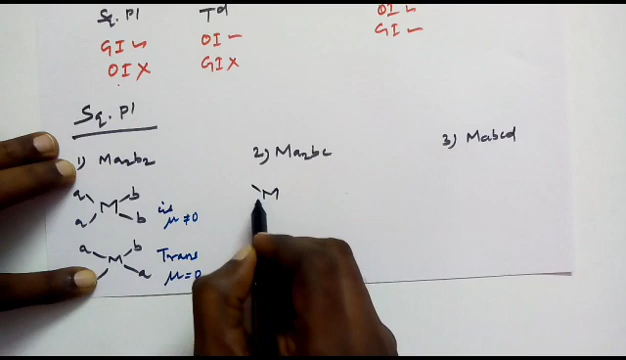 Sq. Pl Td
GI ✓ OI ✓ OI ✓
OI X GI X GI ✓
Sq. Pl
1) Ma2b2 2) Ma2bc 3) Mabcd
a b
M M
a b cis μ ≠ 0
a b Trans
M
a μ = 0